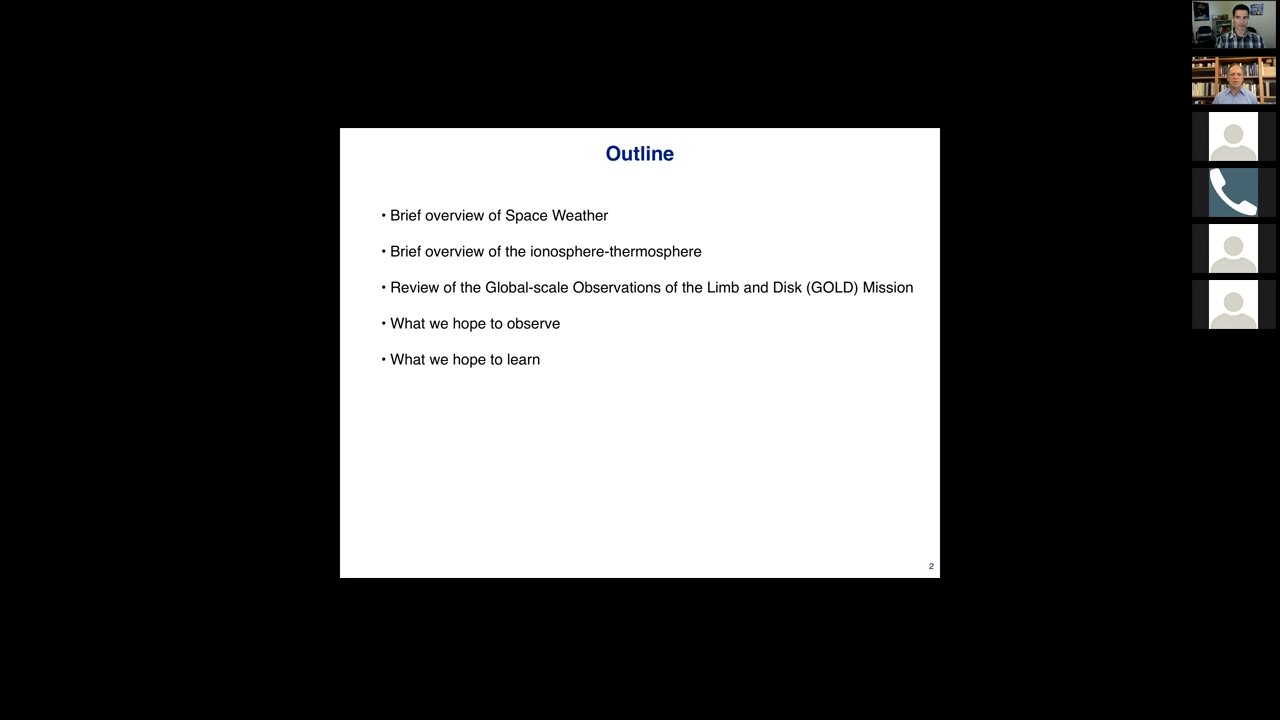 Outline
• Brief overview of Space Weather
• Brief overview of the ionosphere-thermosphere
• Review of the Global-scale Observations of the Limb and Disk (GOLD) Mission
• What we hope to observe
• What we hope to learn
2